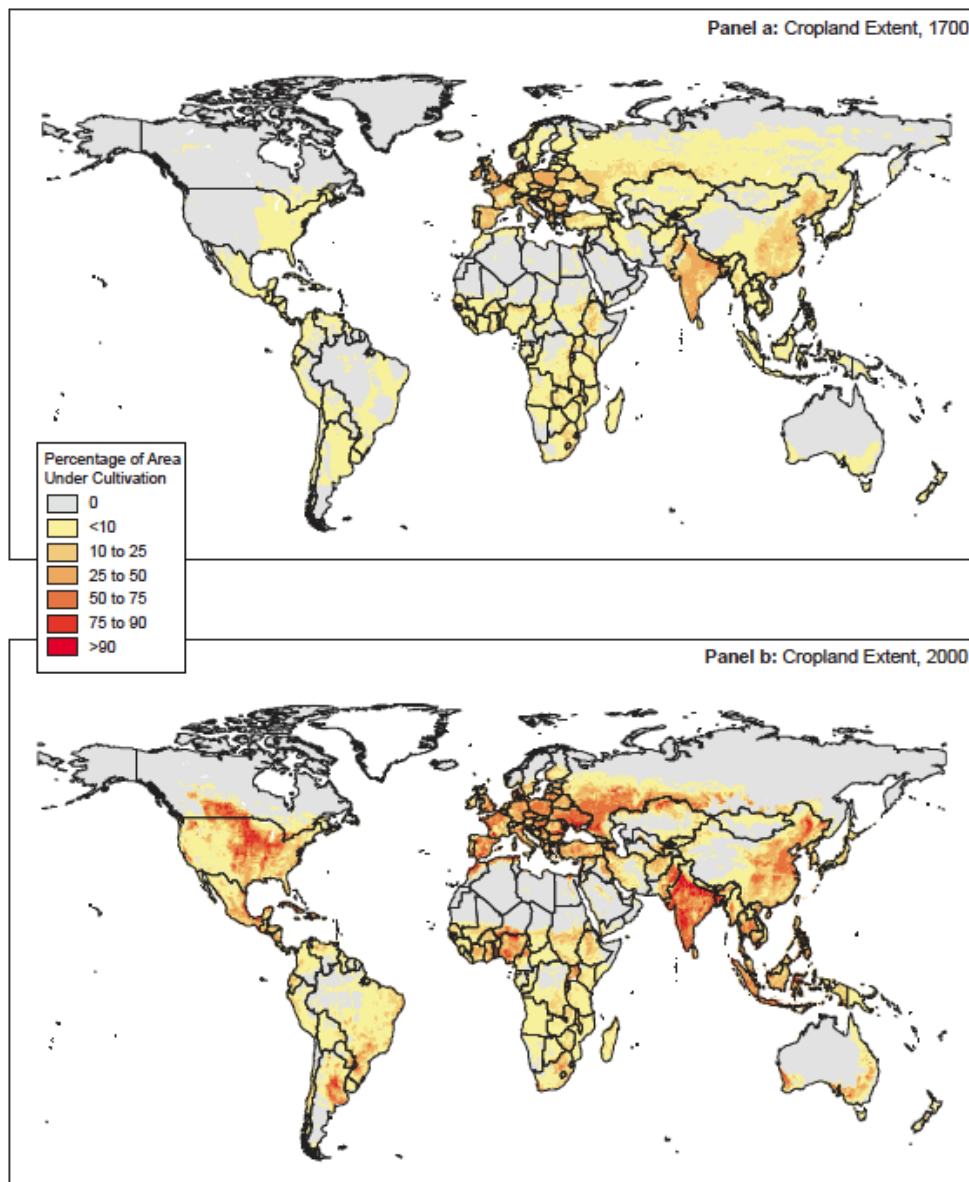 Panel a: Cropland Extent, 1700
Percentage of Area
Under Cultivation
0
<10
10 to 25
25 to 50
50 to 75
75 to 90
>90
Panel b: Cropland Extent, 2000